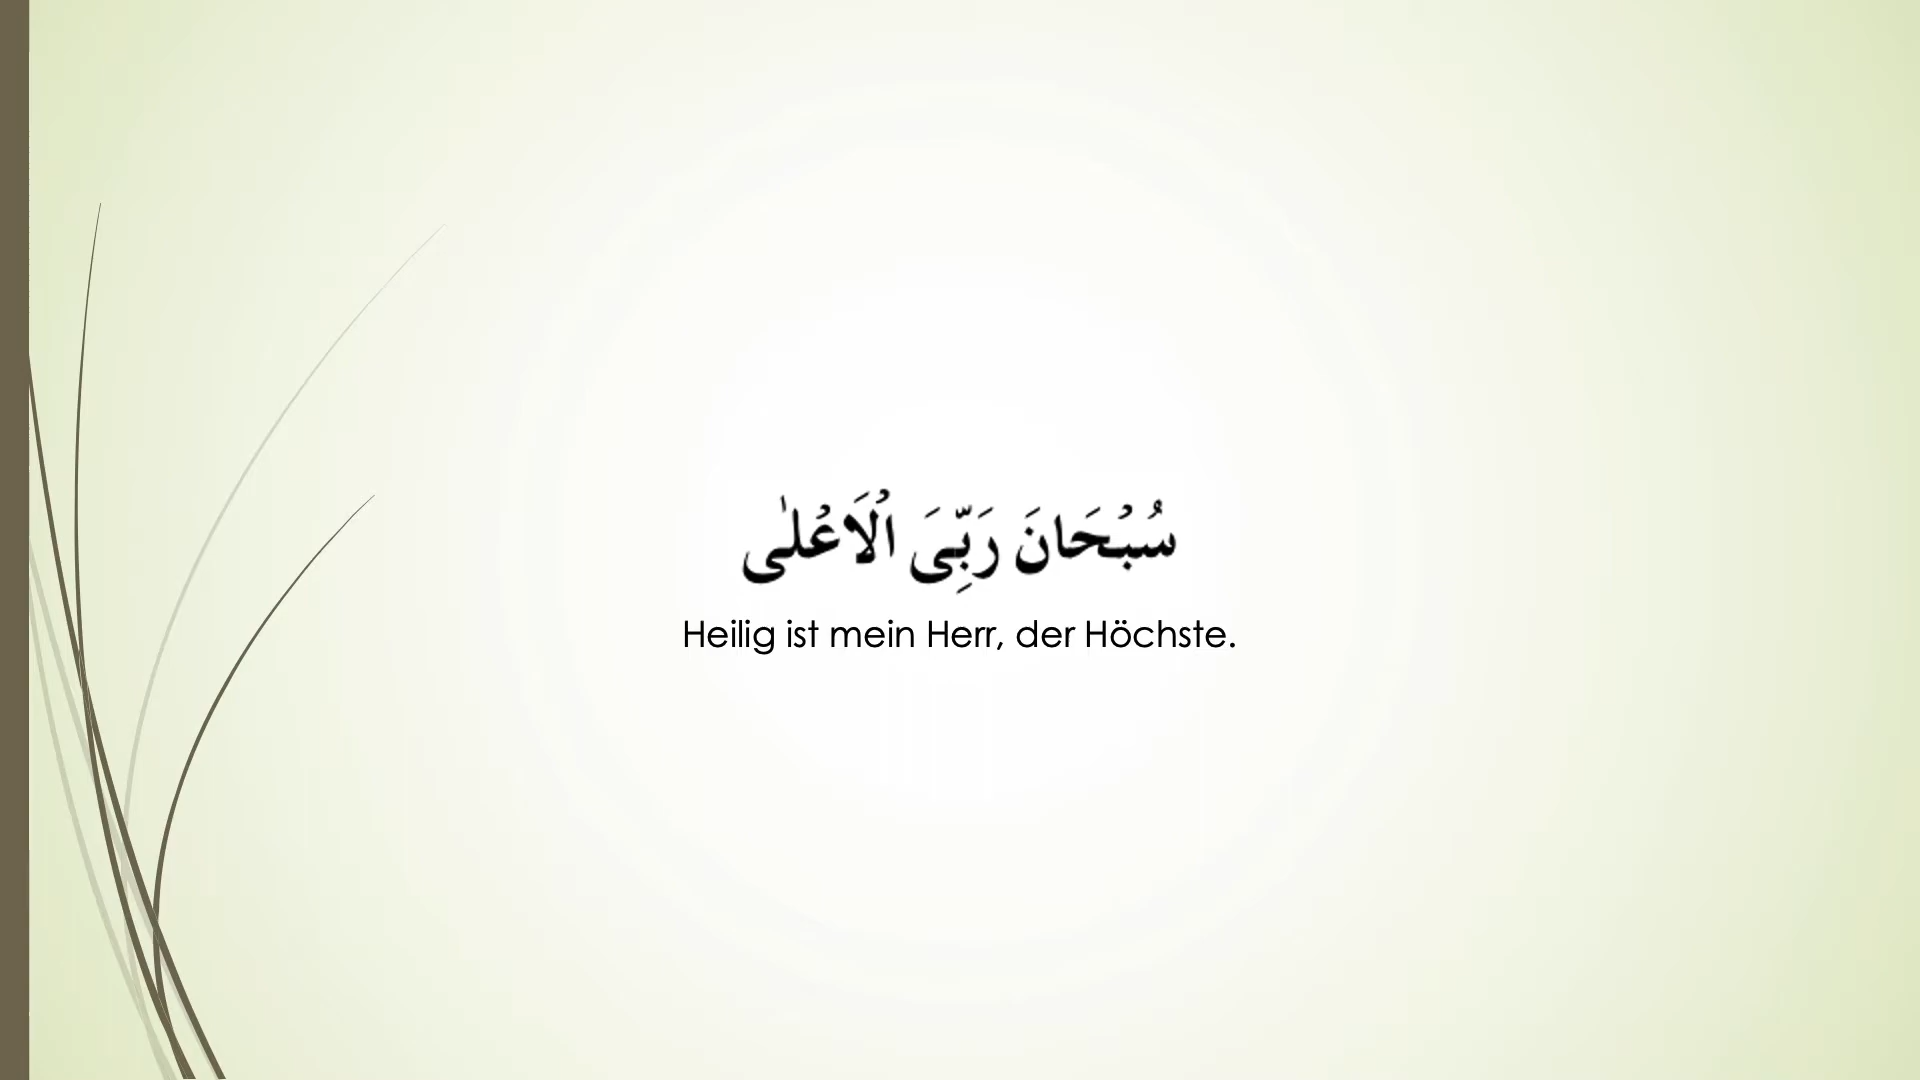 سُبْحَانَ رَبِّیَ الْاَعْلٰی
Heilig ist mein Herr, der Höchste.